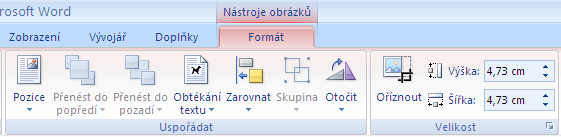 rosoft Word
Nástroje obrázků
Zobrazení Vývojář Doplňky Formát
Pozice Přenést do popředí Přenést do pozadí Obtékání textu Zarovnat Skupina Otočit Oříznout
Výška: 4,73 cm
Šířka: 4,73 cm
Uspořádat Velikost